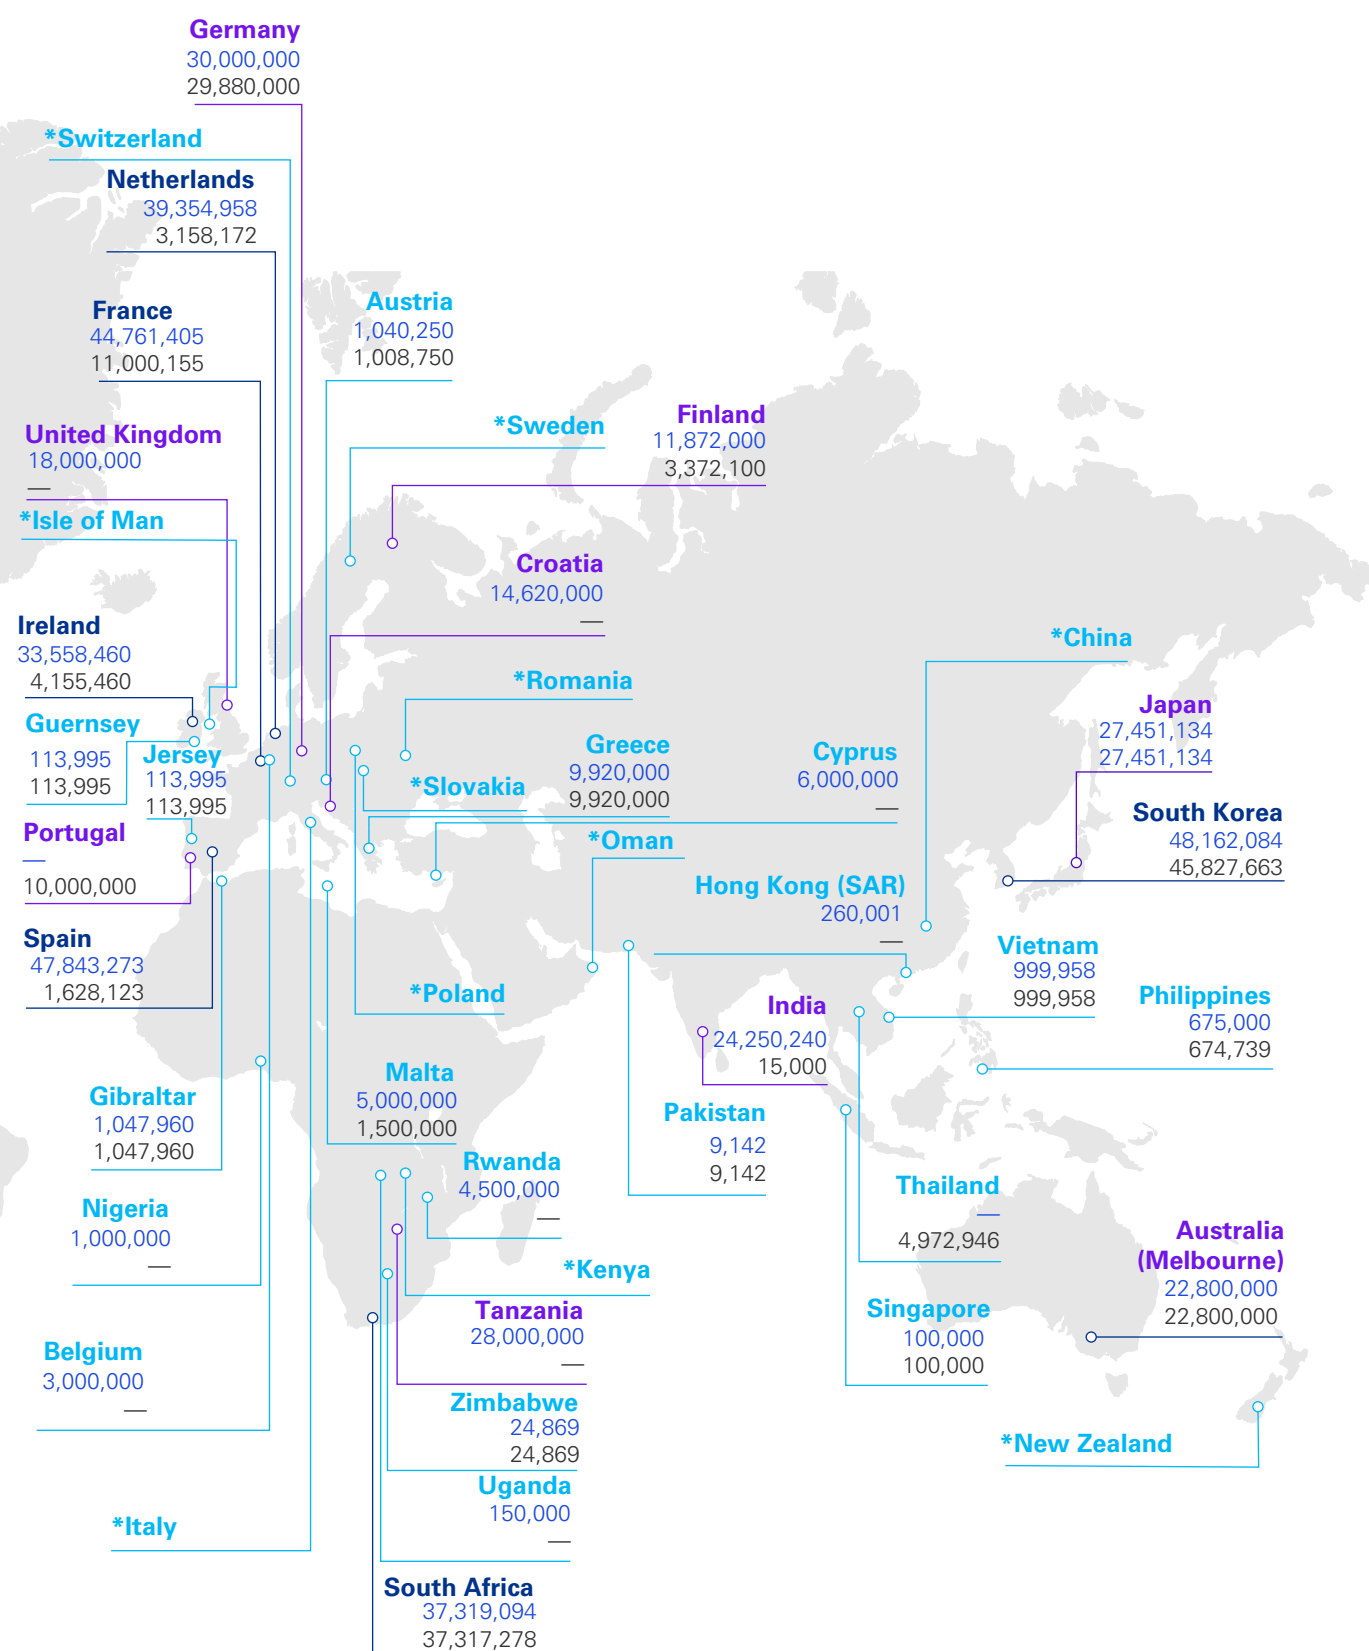 Germany
30,000,000
29,880,000
*Switzerland
Netherlands
39,354,958
3,158,172
France
44,761,405
11,000,155
Austria
1,040,250
1,008,750
United Kingdom
18,000,000
—
*Sweden
Finland
11,872,000
3,372,100
*Isle of Man
Croatia
14,620,000
—
Ireland
33,558,460
4,155,460
*China
*Romania
Guernsey
113,995
113,995
Jersey
113,995
113,995
Greece
9,920,000
9,920,000
Cyprus
6,000,000
—
Japan
27,451,134
27,451,134
*Slovakia
Portugal
—
10,000,000
*Oman
South Korea
48,162,084
45,827,663
Hong Kong (SAR)
260,001
—
Spain
47,843,273
1,628,123
Vietnam
999,958
999,958
*Poland
India
24,250,240
15,000
Philippines
675,000
674,739
Gibraltar
1,047,960
1,047,960
Malta
5,000,000
1,500,000
Pakistan
9,142
9,142
Rwanda
4,500,000
—
Nigeria
1,000,000
—
Thailand
—
4,972,946
Australia
(Melbourne)
22,800,000
22,800,000
*Kenya
Tanzania
28,000,000
—
Singapore
100,000
100,000
Belgium
3,000,000
—
Zimbabwe
24,869
24,869
*New Zealand
Uganda
150,000
—
*Italy
South Africa
37,319,094
37,317,278